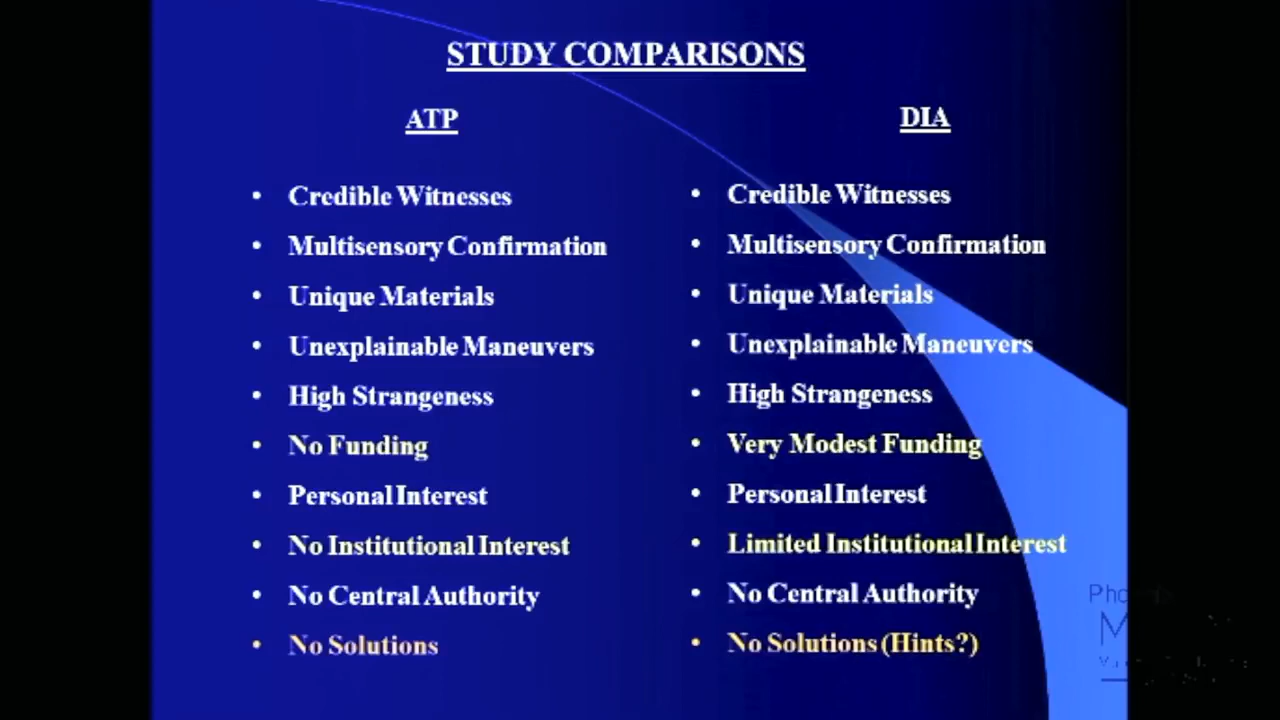 STUDY COMPARISONS
ATP
• Credible Witnesses
• Multisensory Confirmation
• Unique Materials
• Unexplainable Maneuvers
• High Strangeness
• No Funding
• Personal Interest
• No Institutional Interest
• No Central Authority
• No Solutions
DIA
• Credible Witnesses
• Multisensory Confirmation
• Unique Materials
• Unexplainable Maneuvers
• High Strangeness
• Very Modest Funding
• Personal Interest
• Limited Institutional Interest
• No Central Authority
• No Solutions (Hints?)